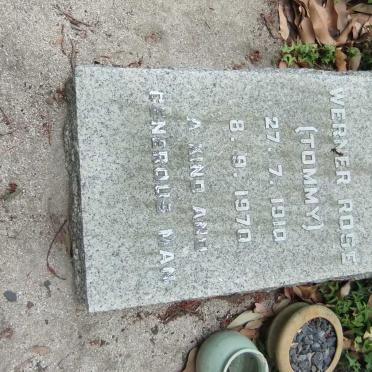 WERNER ROSE
(TOMMY)
27. 7. 1910
8. 9. 1970
A KIND AND
GENEROUS MAN